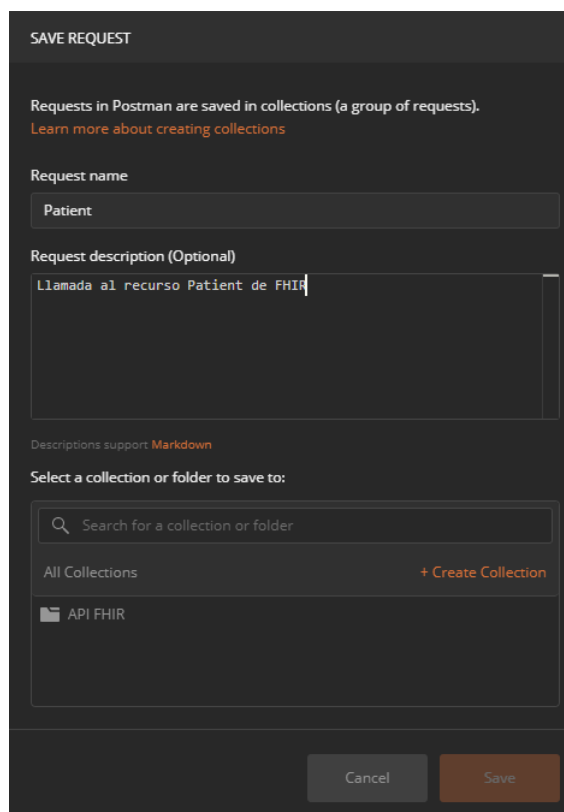 SAVE REQUEST
Requests in Postman are saved in collections (a group of requests).
Learn more about creating collections
Request name
Patient
Request description (Optional)
Llamada al recurso Patient de FHIR
Descriptions support Markdown
Select a collection or folder to save to:
Search for a collection or folder
All Collections + Create Collection
API FHIR
Cancel Save